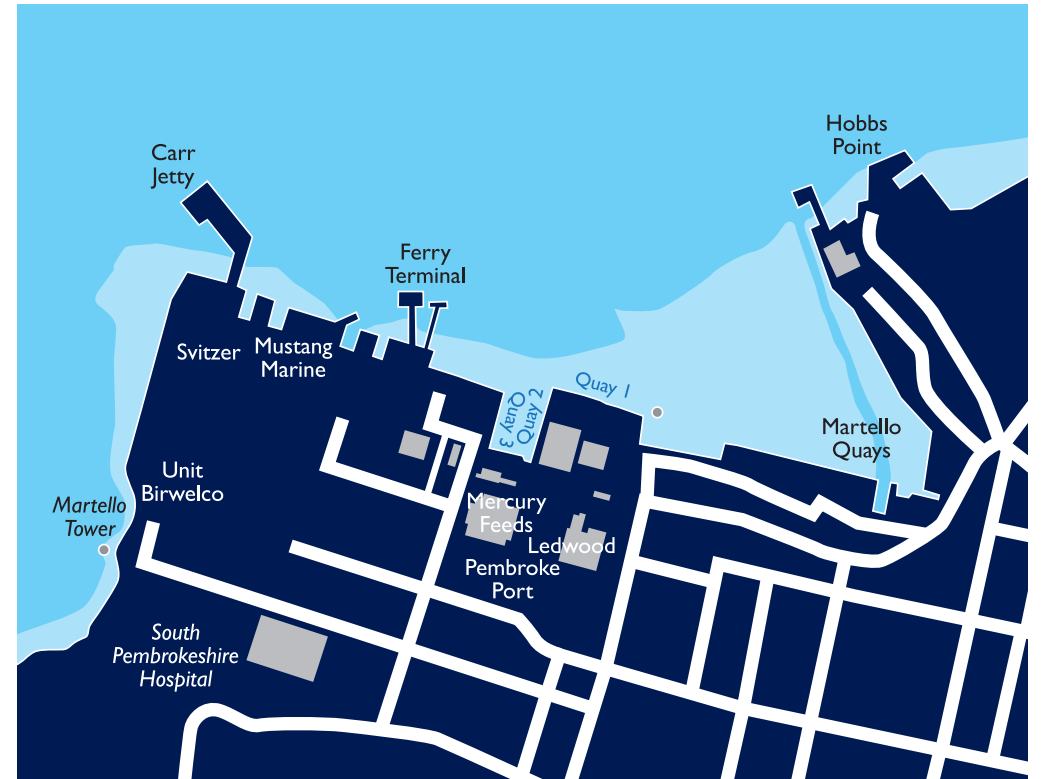 Hobbs
Point
Carr
Jetty
Ferry
Terminal
Svitzer
Mustang
Marine
Quay 1
Quay 2
Quay 3
Martello
Quays
Unit
Birwelco
Martello
Tower
Mercury
Feeds
Ledwood
Pembroke
Port
South
Pembrokeshire
Hospital